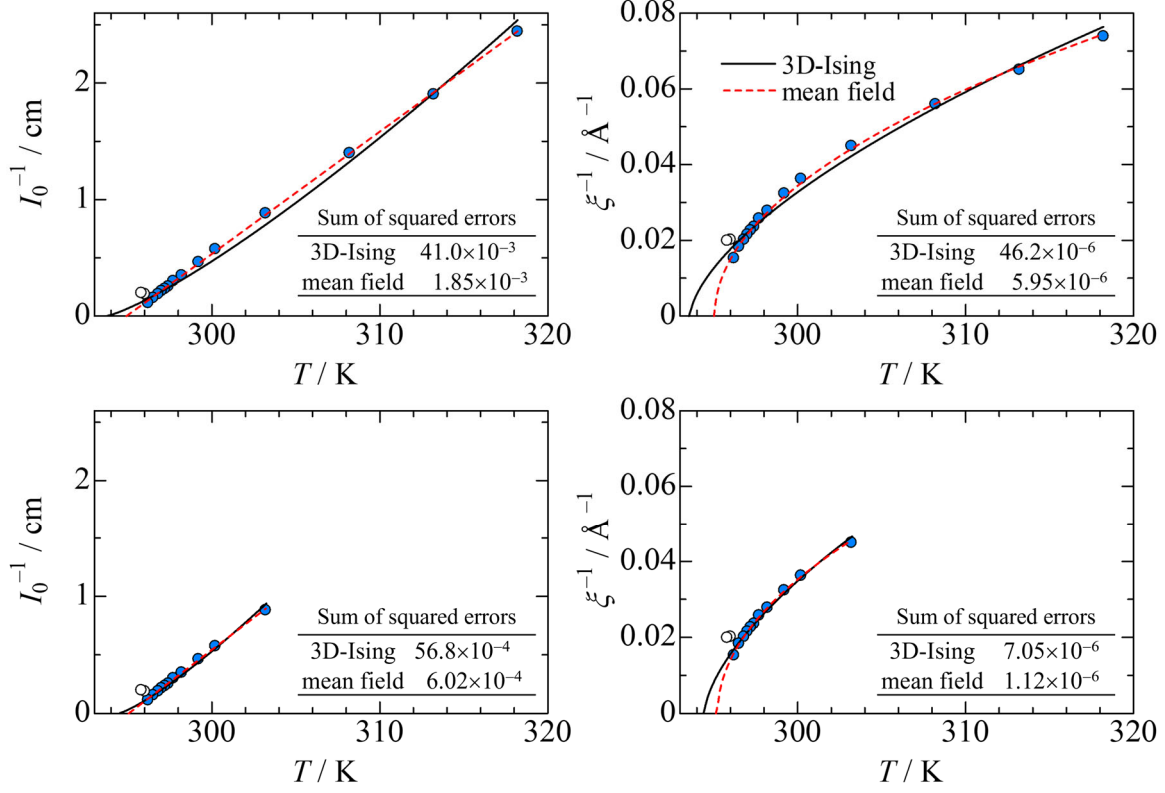 I₀⁻¹ / cm
2
1
0
Sum of squared errors
3D-Ising 41.0×10⁻³
mean field 1.85×10⁻³
300 310 320
T / K
ξ⁻¹ / Å⁻¹
0.08
0.06
0.04
0.02
0
3D-Ising
mean field
Sum of squared errors
3D-Ising 46.2×10⁻⁶
mean field 5.95×10⁻⁶
300 310 320
T / K
I₀⁻¹ / cm
2
1
0
Sum of squared errors
3D-Ising 56.8×10⁻⁴
mean field 6.02×10⁻⁴
300 310 320
T / K
ξ⁻¹ / Å⁻¹
0.08
0.06
0.04
0.02
0
Sum of squared errors
3D-Ising 7.05×10⁻⁶
mean field 1.12×10⁻⁶
300 310 320
T / K